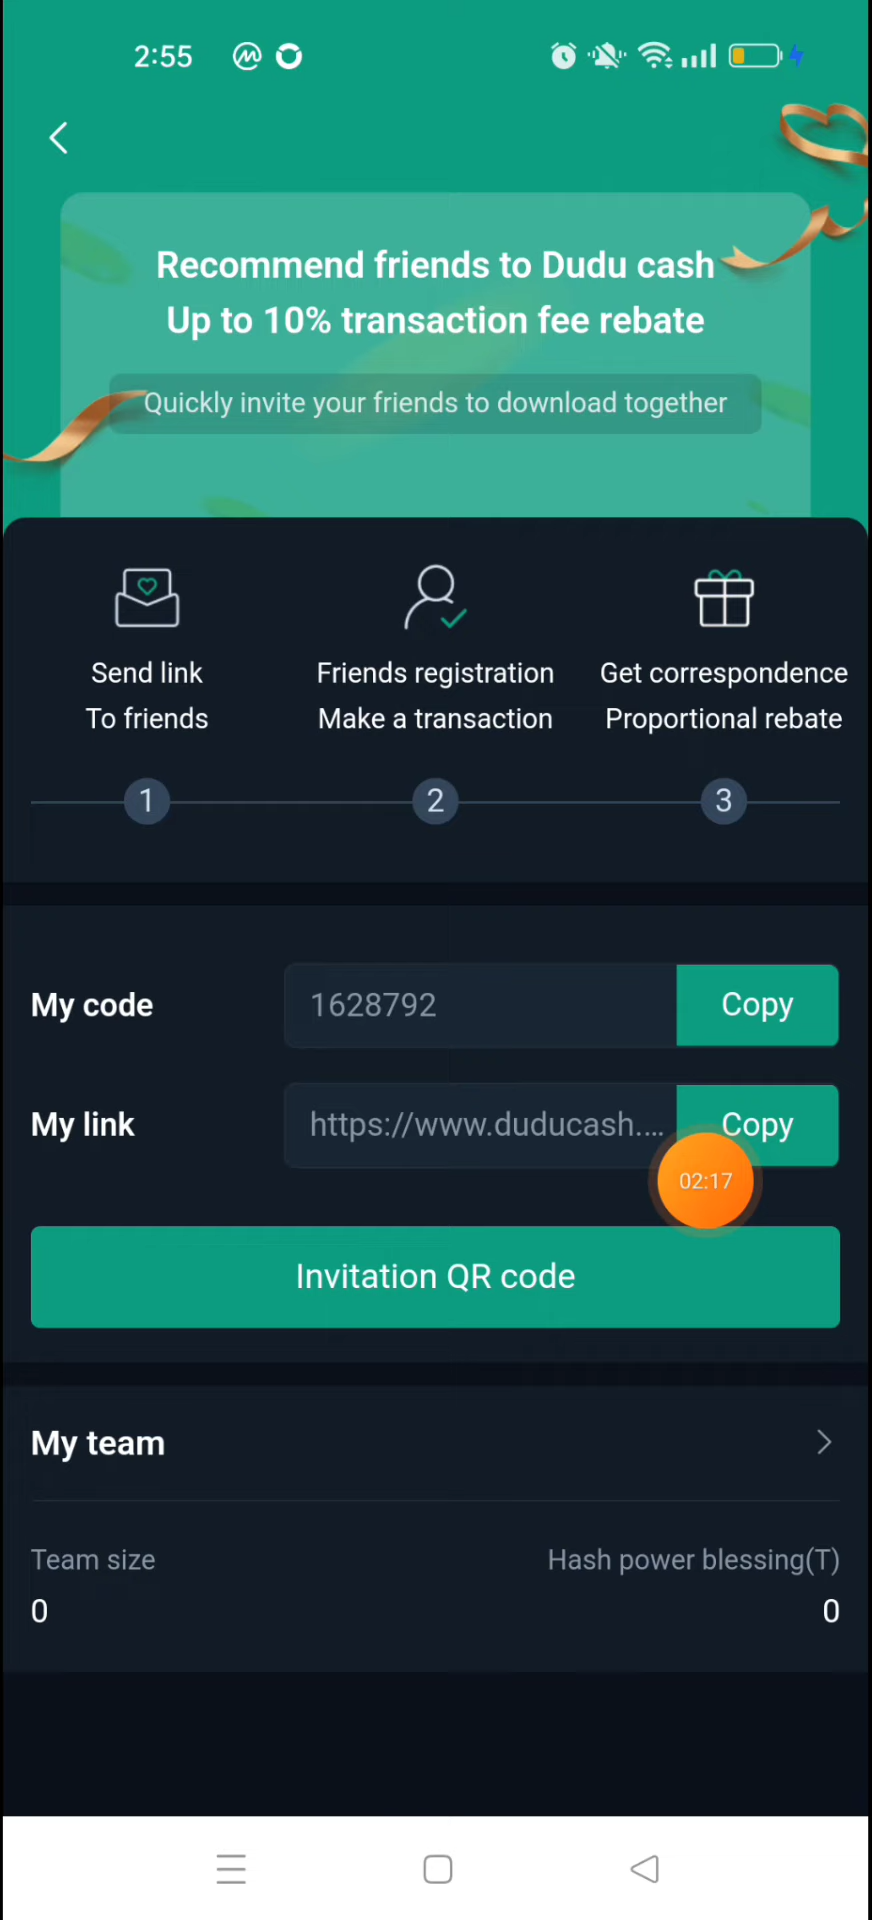 2:55
Recommend friends to Dudu cash
Up to 10% transaction fee rebate
Quickly invite your friends to download together
Send link
To friends
Friends registration
Make a transaction
Get correspondence
Proportional rebate
1
2
3
My code
1628792
Copy
My link
https://www.duducash....
Copy
02:17
Invitation QR code
My team
Team size
Hash power blessing(T)
0
0